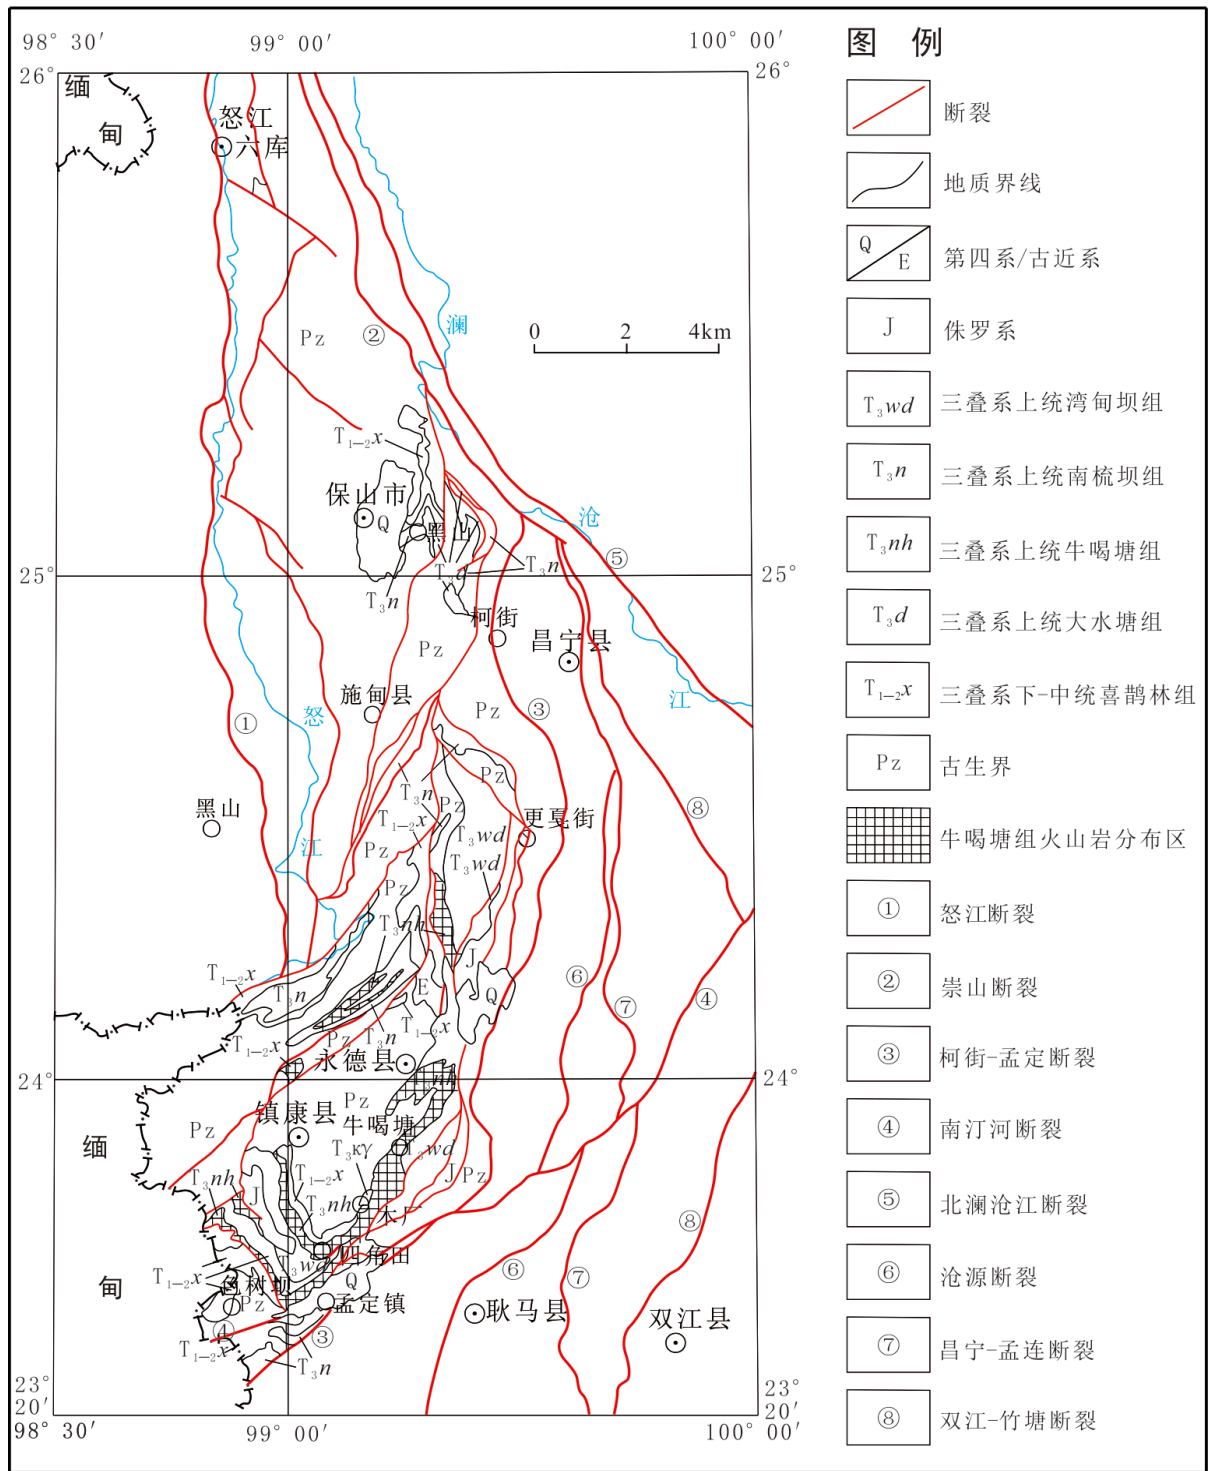 98° 30′
99° 00′
100° 00′
26°
26°
缅
甸
怒江
六库
Pz
②
澜
0 2 4km
T₁₋₂x
保山市
Q
黑山
沧
⑤
T₃d
T₃n
25°
25°
T₃n
柯街
昌宁县
Pz
施甸县
江
Pz
③
①
怒
Pz
T₃n
Pz
黑山
T₁₋₂x
更戛街
⑧
T₃wd
江
Pz
T₃wd
Pz
T₃nh
J
T₁₋₂x
T₃n
E
Q
⑥
⑦
④
T₁₋₂x
Pz
T₃n
T₁₋₂x
永德县
24°
T₃nh
24°
Pz
镇康县
牛喝塘
Pz
缅
T₃κγ
T₃wd
J
Pz
T₃nh
J
T₁₋₂x
T₃nh
木厂
⑧
四角田
T₃wd
⑥
⑦
T₁₋₂x
Q
甸
Pz
孟定镇
耿马县
双江县
④
③
T₁₋₂x
T₃n
23°
20′
23°
20′
98° 30′
99° 00′
100° 00′
图 例
断裂
地质界线
Q
E
第四系/古近系
J
侏罗系
T₃wd
三叠系上统湾甸坝组
T₃n
三叠系上统南梳坝组
T₃nh
三叠系上统牛喝塘组
T₃d
三叠系上统大水塘组
T₁₋₂x
三叠系下-中统喜鹊林组
Pz
古生界
牛喝塘组火山岩分布区
①
怒江断裂
②
崇山断裂
③
柯街-孟定断裂
④
南汀河断裂
⑤
北澜沧江断裂
⑥
沧源断裂
⑦
昌宁-孟连断裂
⑧
双江-竹塘断裂